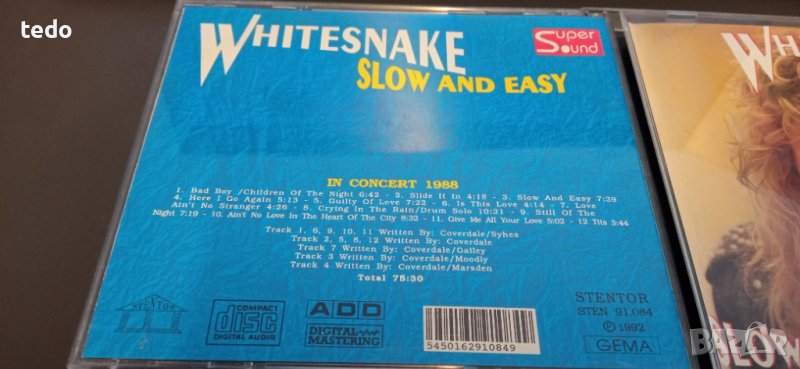 tedo
WHITESNAKE
SLOW AND EASY
Super
Sound
IN CONCERT 1988
1. Bad Boy /Children Of The Night 6:42 - 2. Slide It In 4:18 - 3. Slow And Easy 7:39
4. Here I Go Again 5:13 - 5. Guilty Of Love 7:22 - 6. Is This Love 4:14 - 7. Love
Ain't No Stranger 4:26 - 8. Crying In The Rain/Drum Solo 10:31 - 9. Still Of The
Night 7:19 - 10. Ain't No Love In The Heart Of The City 8:32 - 11. Give Me All Your Love 5:02 - 12 Tits 3:44
Track 1, 6, 9, 10, 11 Written By: Coverdale/Syhes
Track 2, 5, 8, 12 Written By: Coverdale
Track 7 Written By: Coverdale/Galley
Track 3 Written By: Coverdale/Moodly
Track 4 Written By: Coverdale/Marsden
Total 75:30
STENTOR
COMPACT
disc
DIGITAL AUDIO
ADD
DIGITAL
MASTERING
5450162910849
STENTOR
STEN 91.084
℗ 1992
GEMA
WH
SLOW
bazar